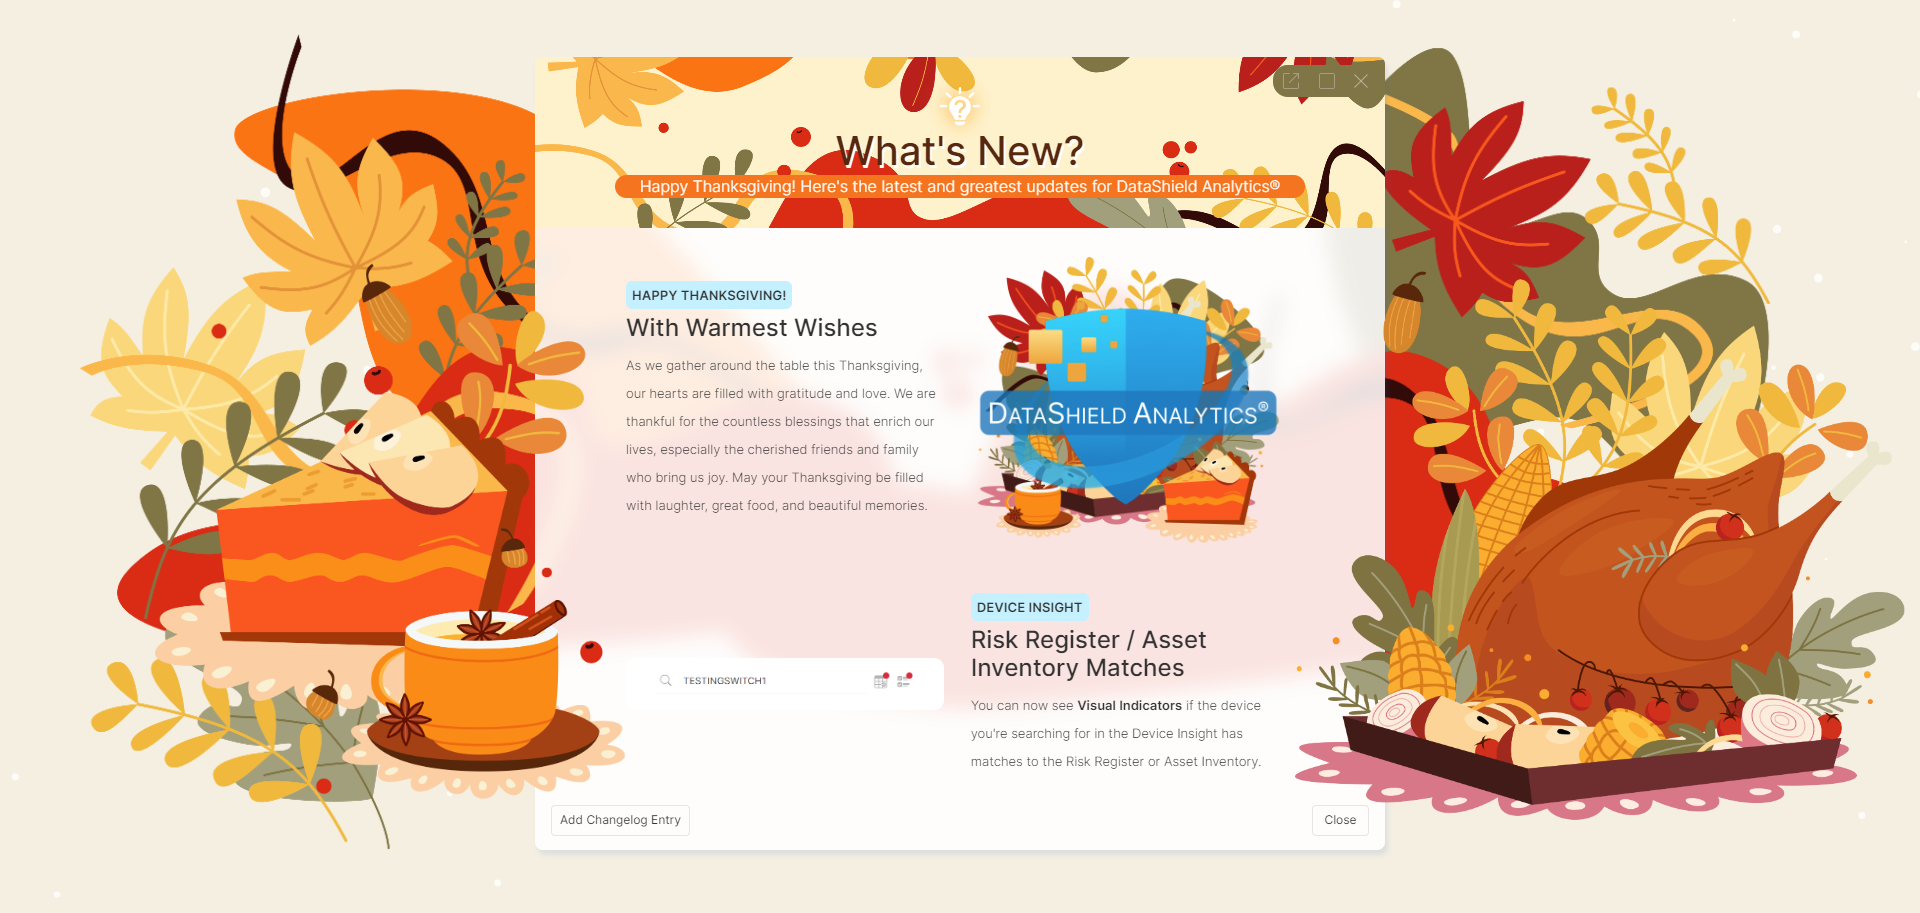 What's New?
Happy Thanksgiving! Here's the latest and greatest updates for DataShield Analytics®
HAPPY THANKSGIVING!
With Warmest Wishes
As we gather around the table this Thanksgiving,
our hearts are filled with gratitude and love. We are
thankful for the countless blessings that enrich our
lives, especially the cherished friends and family
who bring us joy. May your Thanksgiving be filled
with laughter, great food, and beautiful memories.
DATASHIELD ANALYTICS®
TESTINGSWITCH1
DEVICE INSIGHT
Risk Register / Asset
Inventory Matches
You can now see Visual Indicators if the device
you're searching for in the Device Insight has
matches to the Risk Register or Asset Inventory.
Add Changelog Entry
Close